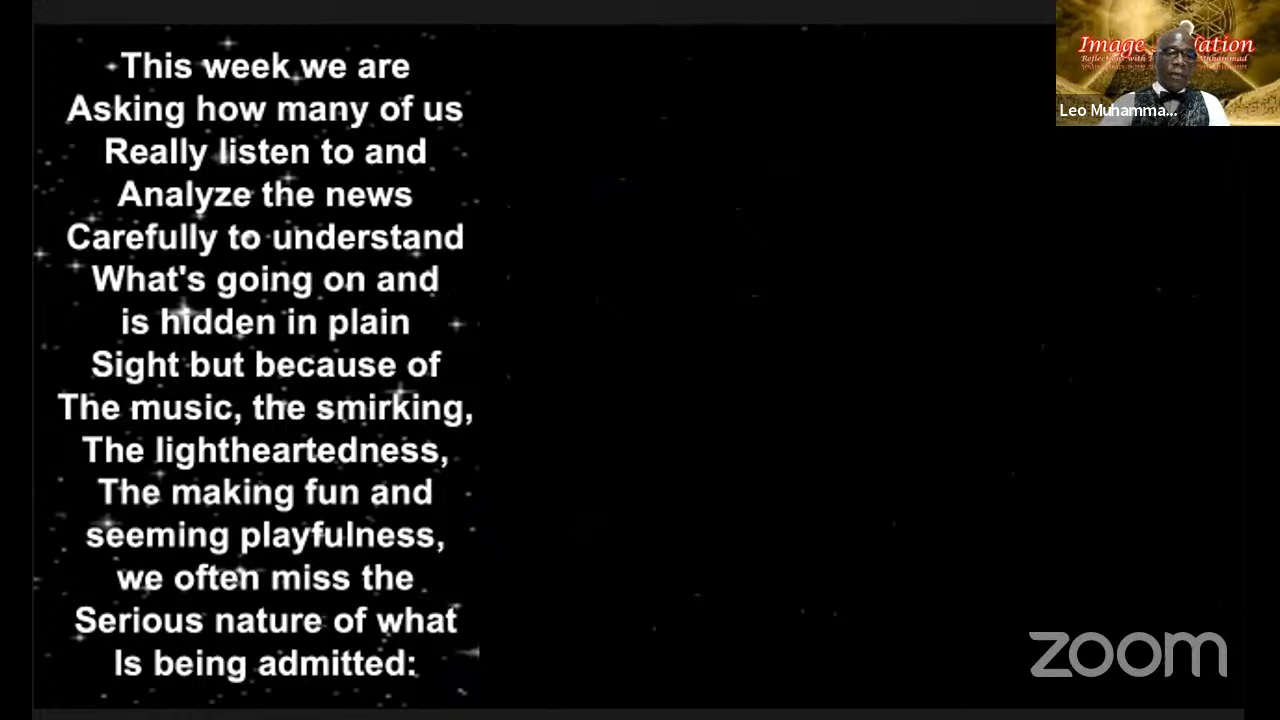 This week we are
Asking how many of us
Really listen to and
Analyze the news
Carefully to understand
What's going on and
is hidden in plain
Sight but because of
The music, the smirking,
The lightheartedness,
The making fun and
seeming playfulness,
we often miss the
Serious nature of what
Is being admitted:
Image
Reflections with
Leo Muhamma...
zoom